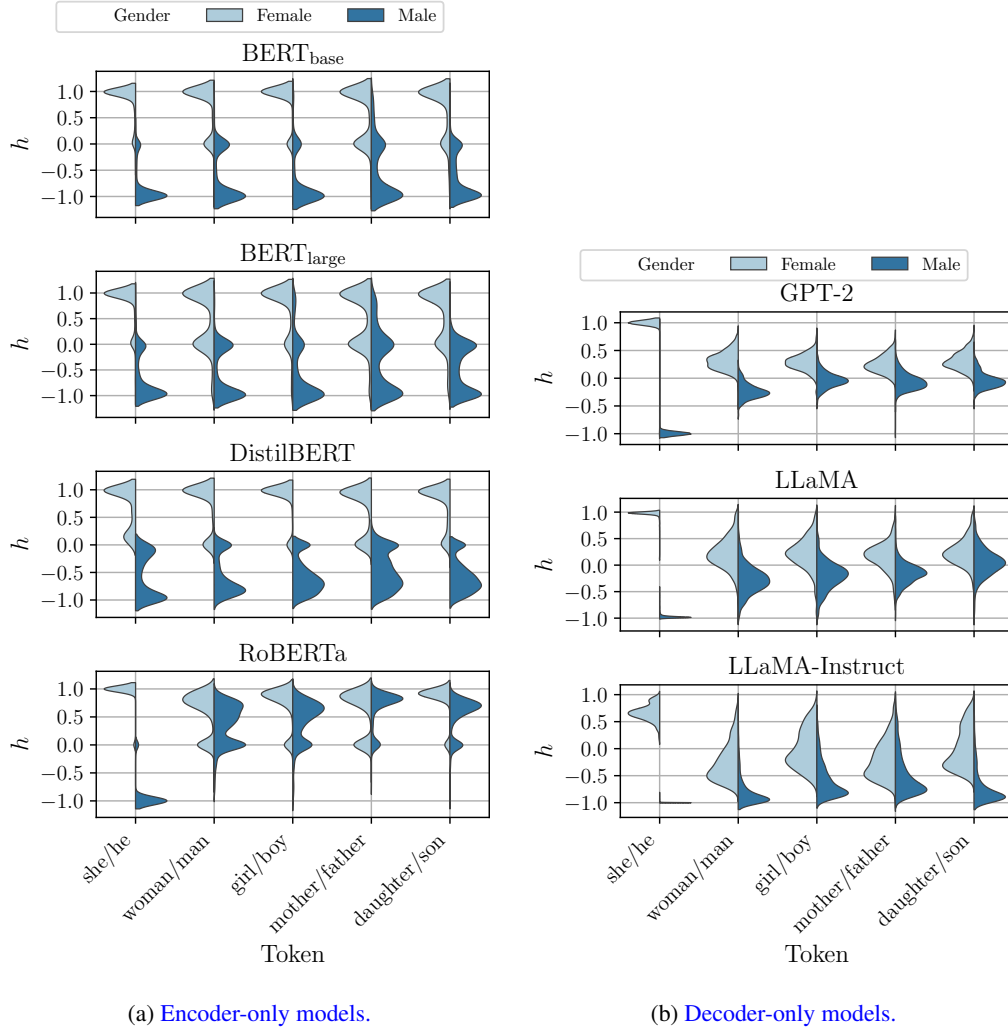 Gender Female Male
BERTbase
h
1.0
0.5
0.0
−0.5
−1.0
BERTlarge
h
1.0
0.5
0.0
−0.5
−1.0
DistilBERT
h
1.0
0.5
0.0
−0.5
−1.0
RoBERTa
h
1.0
0.5
0.0
−0.5
−1.0
she/he
woman/man
girl/boy
mother/father
daughter/son
Token
(a) Encoder-only models.
Gender Female Male
GPT-2
h
1.0
0.5
0.0
−0.5
−1.0
LLaMA
h
1.0
0.5
0.0
−0.5
−1.0
LLaMA-Instruct
h
1.0
0.5
0.0
−0.5
−1.0
she/he
woman/man
girl/boy
mother/father
daughter/son
Token
(b) Decoder-only models.